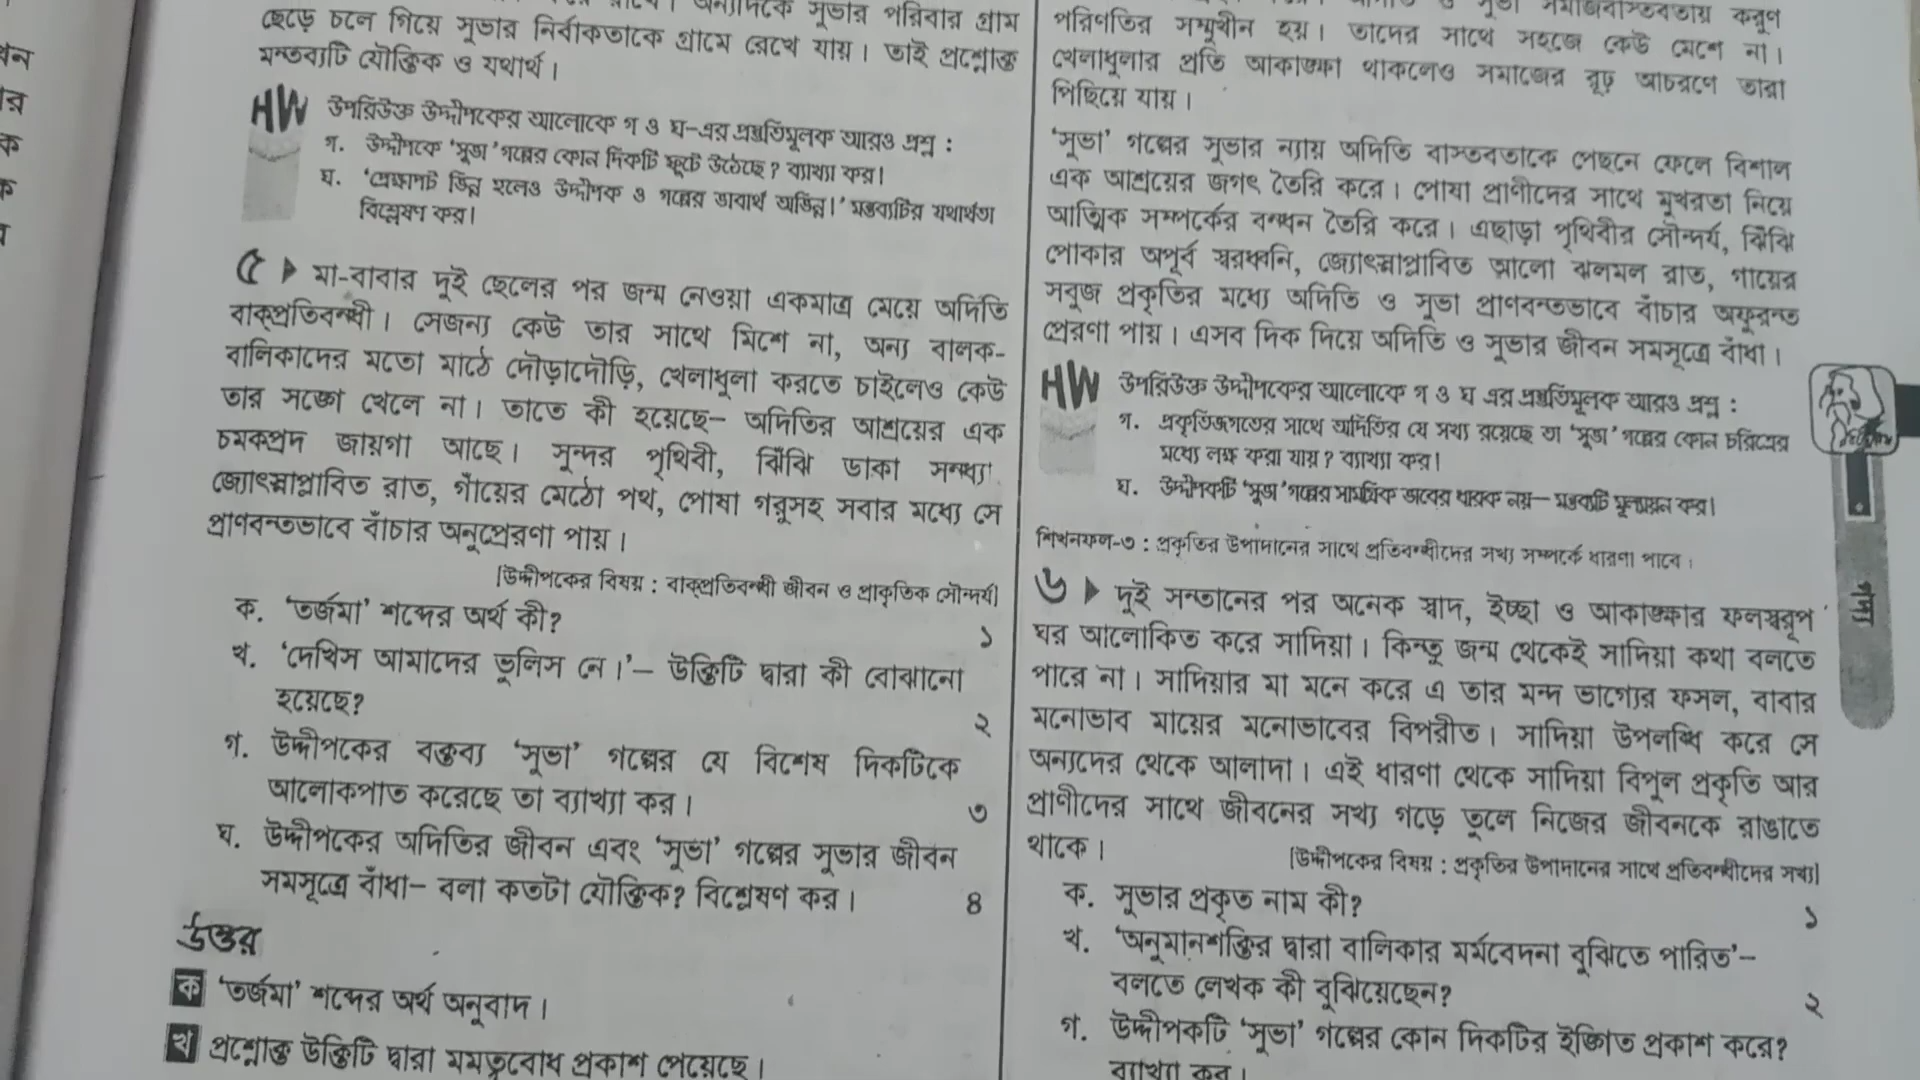 অন্যদিকে সুভার পরিবার গ্রাম
ছেড়ে চলে গিয়ে সুভার নির্বাকতাকে গ্রামে রেখে যায়। তাই প্রশ্নোক্ত
মন্তব্যটি যৌক্তিক ও যথার্থ।
HW উপরিউক্ত উদ্দীপকের আলোকে গ ও ঘ-এর প্রস্তুতিমূলক আরও প্রশ্ন :
গ. উদ্দীপকে ‘সুভা’ গল্পের কোন দিকটি ফুটে উঠেছে? ব্যাখ্যা কর।
ঘ. ‘প্রেক্ষাপট ভিন্ন হলেও উদ্দীপক ও গল্পের ভাবার্থ অভিন্ন।’ মন্তব্যটির যথার্থতা
বিশ্লেষণ কর।
৫ ▶ মা-বাবার দুই ছেলের পর জন্ম নেওয়া একমাত্র মেয়ে অদিতি
বাক্‌প্রতিবন্ধী। সেজন্য কেউ তার সাথে মিশে না, অন্য বালক-
বালিকাদের মতো মাঠে দৌড়াদৌড়ি, খেলাধুলা করতে চাইলেও কেউ
তার সঙ্গে খেলে না। তাতে কী হয়েছে– অদিতির আশ্রয়ের এক
চমকপ্রদ জায়গা আছে। সুন্দর পৃথিবী, ঝিঁঝি ডাকা সন্ধ্যা
জ্যোৎস্নাপ্লাবিত রাত, গাঁয়ের মেঠো পথ, পোষা গরুসহ সবার মধ্যে সে
প্রাণবন্তভাবে বাঁচার অনুপ্রেরণা পায়।
[উদ্দীপকের বিষয় : বাক্‌প্রতিবন্ধী জীবন ও প্রাকৃতিক সৌন্দর্য]
ক. ‘তর্জমা’ শব্দের অর্থ কী? ১
খ. ‘দেখিস আমাদের ভুলিস নে।’– উক্তিটি দ্বারা কী বোঝানো
হয়েছে? ২
গ. উদ্দীপকের বক্তব্য ‘সুভা’ গল্পের যে বিশেষ দিকটিকে
আলোকপাত করেছে তা ব্যাখ্যা কর। ৩
ঘ. উদ্দীপকের অদিতির জীবন এবং ‘সুভা’ গল্পের সুভার জীবন
সমসূত্রে বাঁধা– বলা কতটা যৌক্তিক? বিশ্লেষণ কর। ৪
উত্তর
ক ‘তর্জমা’ শব্দের অর্থ অনুবাদ।
খ প্রশ্নোক্ত উক্তিটি দ্বারা মমত্ববোধ প্রকাশ পেয়েছে।
সুভা সমাজবাস্তবতায় করুণ
পরিণতির সম্মুখীন হয়। তাদের সাথে সহজে কেউ মেশে না।
খেলাধুলার প্রতি আকাঙ্ক্ষা থাকলেও সমাজের রূঢ় আচরণে তারা
পিছিয়ে যায়।
‘সুভা’ গল্পের সুভার ন্যায় অদিতি বাস্তবতাকে পেছনে ফেলে বিশাল
এক আশ্রয়ের জগৎ তৈরি করে। পোষা প্রাণীদের সাথে মুখরতা নিয়ে
আত্মিক সম্পর্কের বন্ধন তৈরি করে। এছাড়া পৃথিবীর সৌন্দর্য, ঝিঁঝি
পোকার অপূর্ব স্বরধ্বনি, জ্যোৎস্নাপ্লাবিত আলো ঝলমল রাত, গায়ের
সবুজ প্রকৃতির মধ্যে অদিতি ও সুভা প্রাণবন্তভাবে বাঁচার অফুরন্ত
প্রেরণা পায়। এসব দিক দিয়ে অদিতি ও সুভার জীবন সমসূত্রে বাঁধা।
HW উপরিউক্ত উদ্দীপকের আলোকে গ ও ঘ এর প্রস্তুতিমূলক আরও প্রশ্ন :
গ. প্রকৃতিজগতের সাথে অদিতির যে সখ্য রয়েছে তা ‘সুভা’ গল্পের কোন চরিত্রের
মধ্যে লক্ষ করা যায়? ব্যাখ্যা কর।
ঘ. উদ্দীপকটি ‘সুভা’ গল্পের সামগ্রিক ভাবের ধারক নয়– মন্তব্যটি মূল্যায়ন কর।
শিখনফল-৩ : প্রকৃতির উপাদানের সাথে প্রতিবন্ধীদের সখ্য সম্পর্কে ধারণা পাবে।
৬ ▶ দুই সন্তানের পর অনেক স্বাদ, ইচ্ছা ও আকাঙ্ক্ষার ফলস্বরূপ
ঘর আলোকিত করে সাদিয়া। কিন্তু জন্ম থেকেই সাদিয়া কথা বলতে
পারে না। সাদিয়ার মা মনে করে এ তার মন্দ ভাগ্যের ফসল, বাবার
মনোভাব মায়ের মনোভাবের বিপরীত। সাদিয়া উপলব্ধি করে সে
অন্যদের থেকে আলাদা। এই ধারণা থেকে সাদিয়া বিপুল প্রকৃতি আর
প্রাণীদের সাথে জীবনের সখ্য গড়ে তুলে নিজের জীবনকে রাঙাতে
থাকে।
[উদ্দীপকের বিষয় : প্রকৃতির উপাদানের সাথে প্রতিবন্ধীদের সখ্য]
ক. সুভার প্রকৃত নাম কী? ১
খ. ‘অনুমানশক্তির দ্বারা বালিকার মর্মবেদনা বুঝিতে পারিত’–
বলতে লেখক কী বুঝিয়েছেন? ২
গ. উদ্দীপকটি ‘সুভা’ গল্পের কোন দিকটির ইঙ্গিত প্রকাশ করে?
ব্যাখ্যা কর।
গদ্য